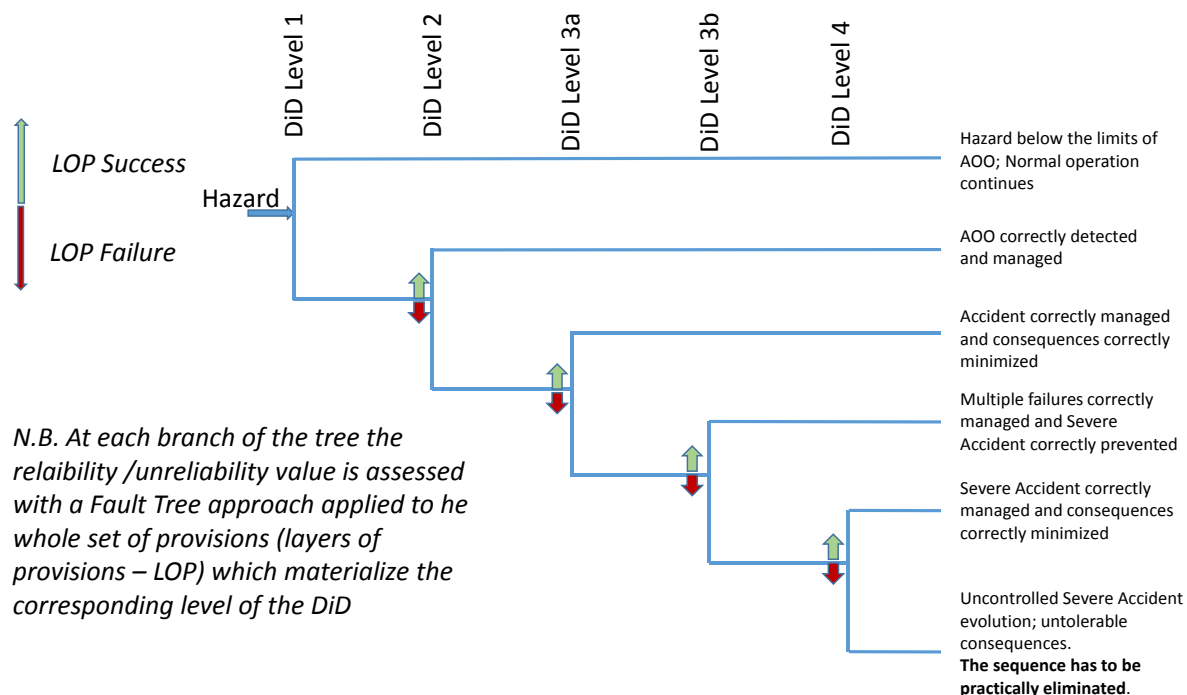 DiD Level 1
DiD Level 2
DiD Level 3a
DiD Level 3b
DiD Level 4
LOP Success
Hazard
LOP Failure
Hazard below the limits of
AOO; Normal operation
continues
AOO correctly detected
and managed
Accident correctly managed
and consequences correctly
minimized
Multiple failures correctly
managed and Severe
Accident correctly prevented
Severe Accident correctly
managed and consequences
correctly minimized
Uncontrolled Severe Accident
evolution; untolerable
consequences.
The sequence has to be
practically eliminated.
N.B. At each branch of the tree the
relaibility /unreliability value is assessed
with a Fault Tree approach applied to he
whole set of provisions (layers of
provisions – LOP) which materialize the
corresponding level of the DiD